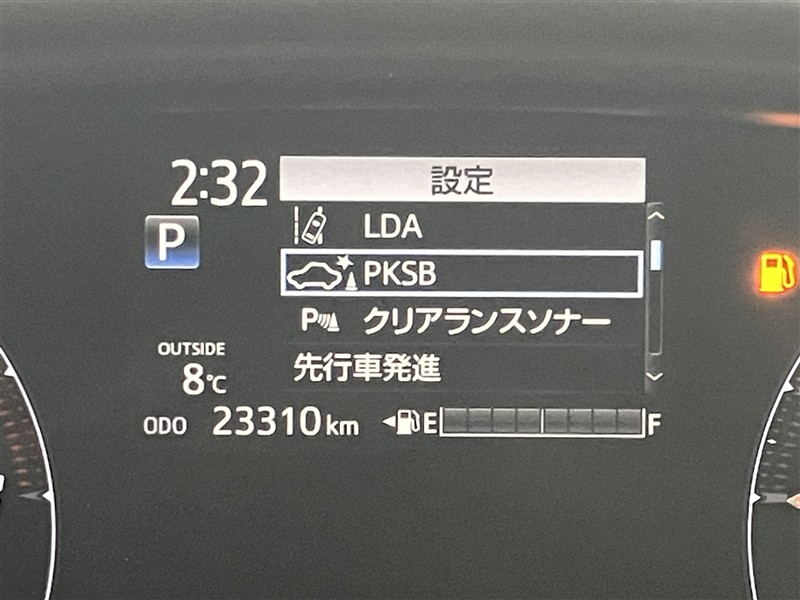 2:32
設定
LDA
P
PKSB
P クリアランスソナー
OUTSIDE
8℃
先行車発進
ODO 23310 km
E F